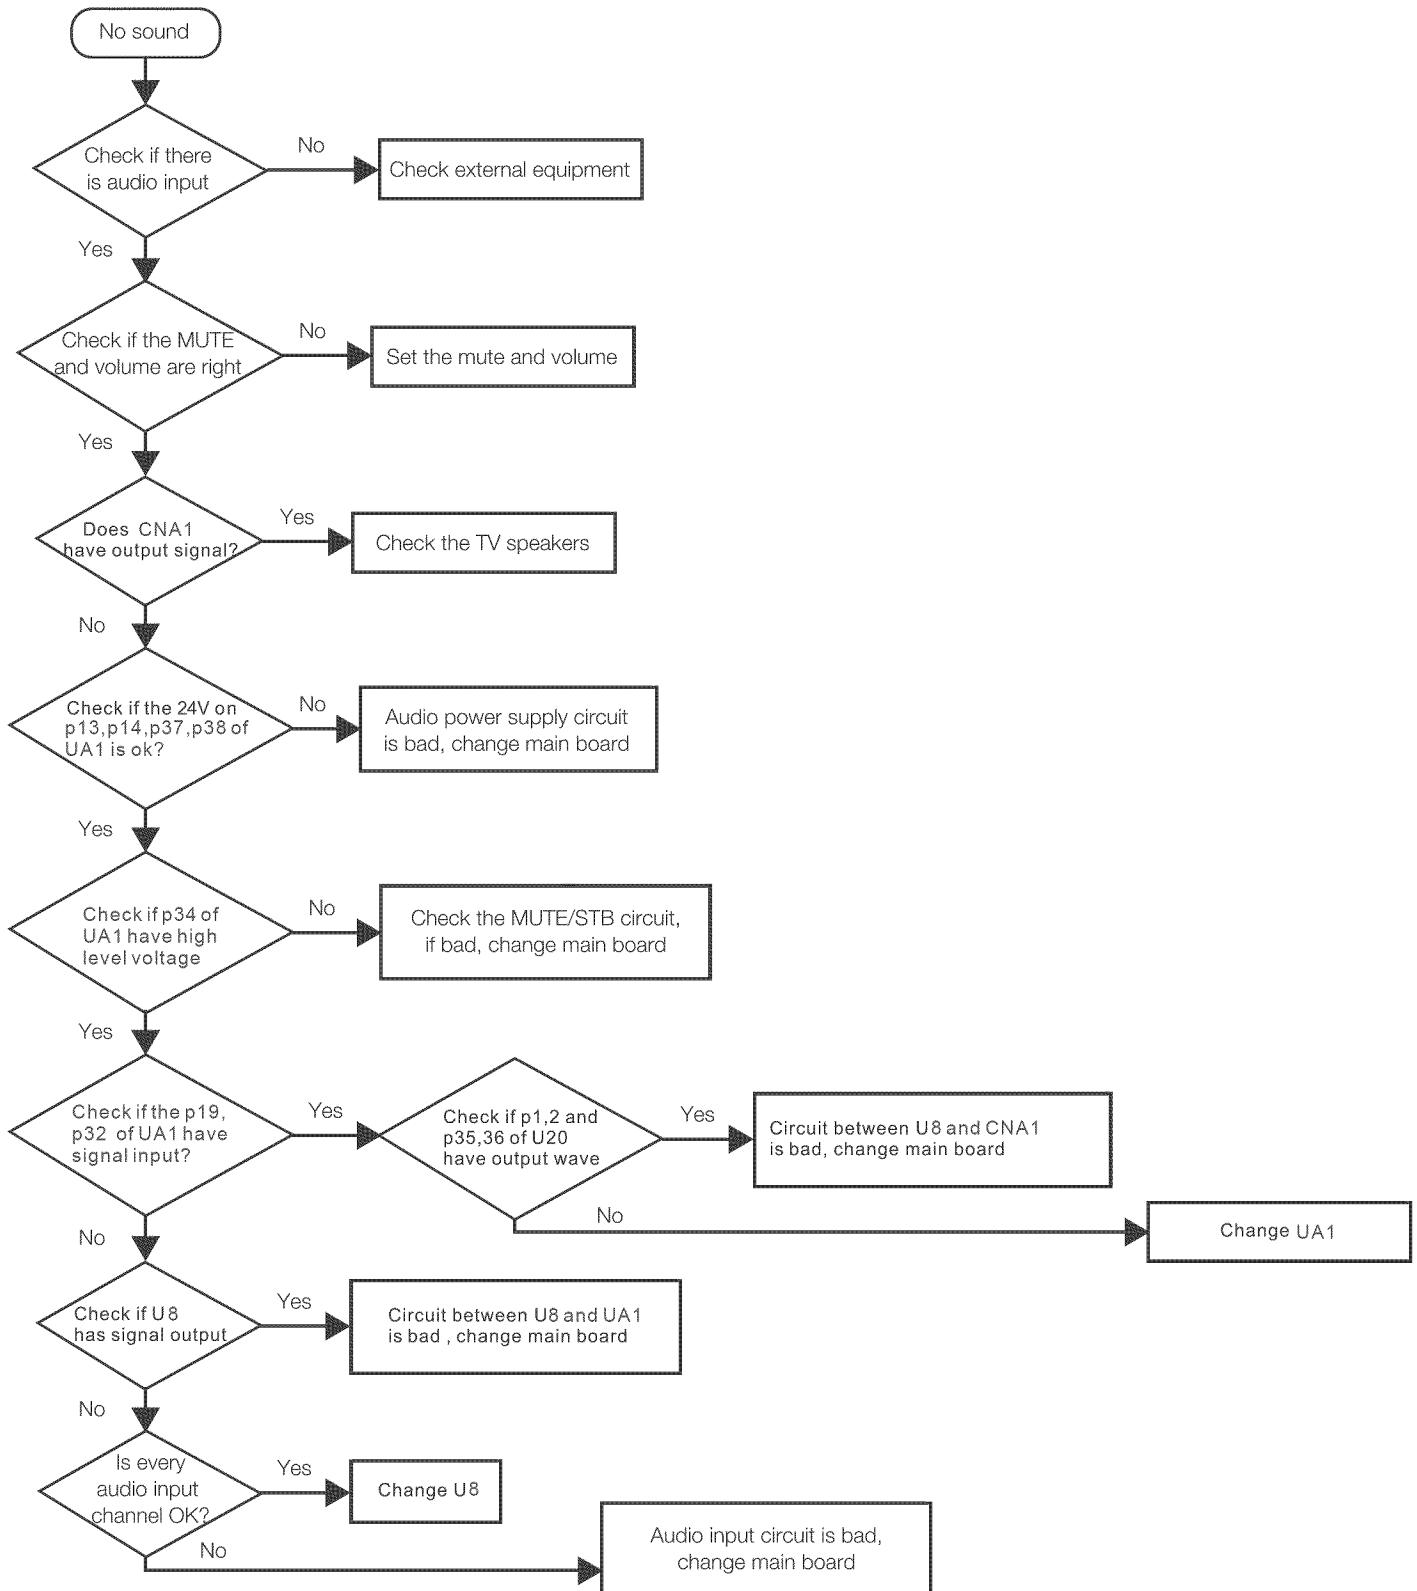 No sound
Check if there
is audio input
No
Check external equipment
Yes
Check if the MUTE
and volume are right
No
Set the mute and volume
Yes
Does CNA1
have output signal?
Yes
Check the TV speakers
No
Check if the 24V on
p13,p14,p37,p38 of
UA1 is ok?
No
Audio power supply circuit
is bad, change main board
Yes
Check if p34 of
UA1 have high
level voltage
No
Check the MUTE/STB circuit,
if bad, change main board
Yes
Check if the p19,
p32 of UA1 have
signal input?
Yes
Check if p1,2 and
p35,36 of U20
have output wave
Yes
Circuit between U8 and CNA1
is bad, change main board
No
Change UA1
No
Check if U8
has signal output
Yes
Circuit between U8 and UA1
is bad , change main board
No
Is every
audio input
channel OK?
Yes
Change U8
No
Audio input circuit is bad,
change main board